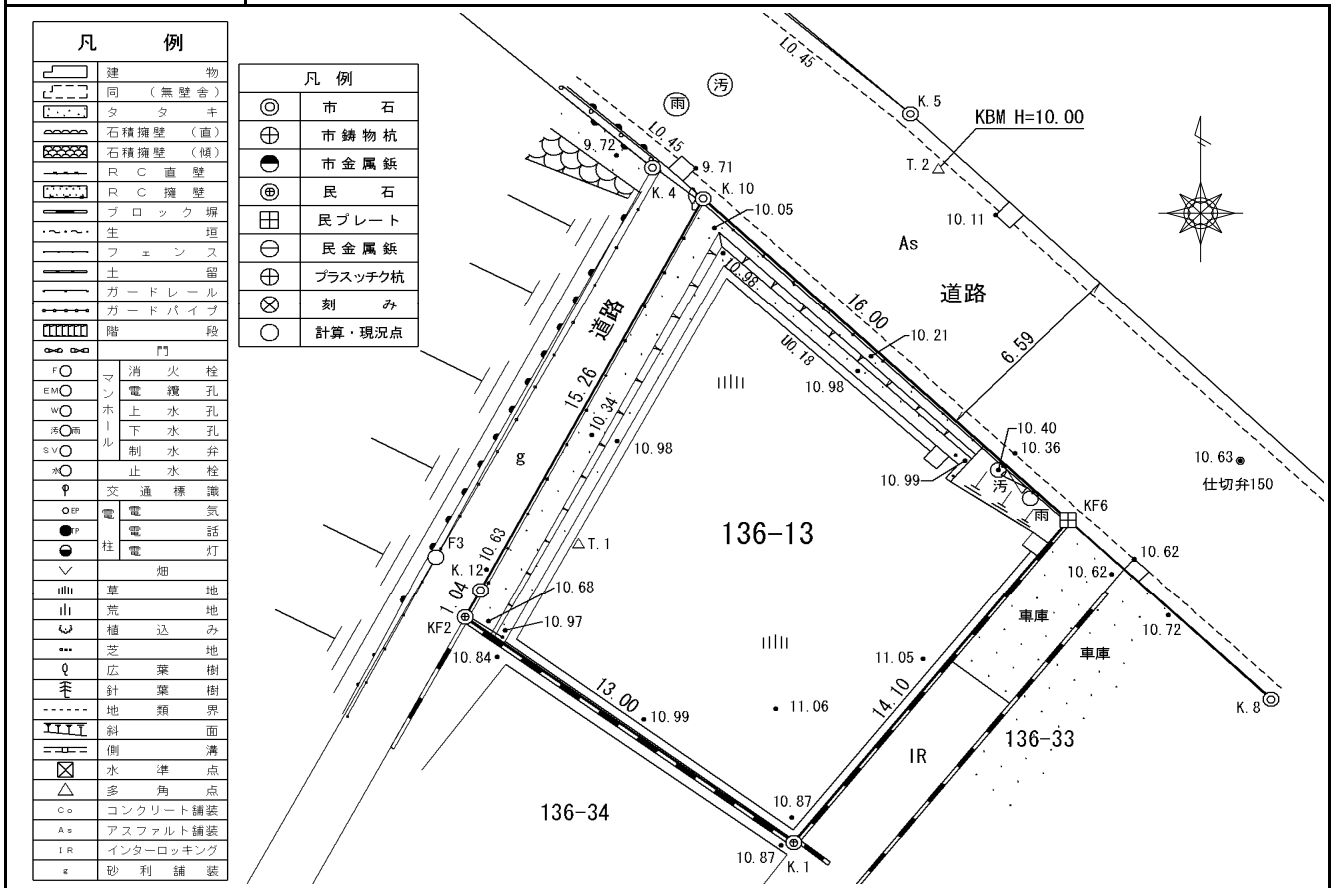 凡 例
建 物
同 （無壁舎）
タ タ キ
石積擁壁 （直）
石積擁壁 （傾）
Ｒ Ｃ 直 壁
Ｒ Ｃ 擁 壁
ブ ロ ッ ク 塀
生 垣
フ ェ ン ス
土 留
ガ ー ド レ ー ル
ガ ー ド パ イ プ
階 段
門
マンホール
F 消 火 栓
EM 電 纜 孔
W 上 水 孔
汚 雨 下 水 孔
SV 制 水 弁
水 止 水 栓
交 通 標 識
電柱
EP 電 気
TP 電 話
電 灯
畑
草 地
荒 地
植 込 み
芝 地
広 葉 樹
針 葉 樹
地 類 界
斜 面
側 溝
水 準 点
多 角 点
Co コンクリート舗装
As アスファルト舗装
IR インターロッキング
g 砂 利 舗 装
凡 例
市 石
市 鋳 物 杭
市 金 属 鋲
民 石
民プレート
民 金 属 鋲
プラスッチク杭
刻 み
計算・現況点
L0.45
K.5
汚
雨
KBM H=10.00
L0.45
T.2
9.72
9.71
K.4
K.10
10.05
10.11
As
道路
10.98
16.00
道路
10.21
6.59
U0.18
10.98
15.26
10.34
10.98
10.40
10.36
g
10.63
仕切弁150
10.99
汚
雨
KF6
136-13
F3
10.63
T.1
10.62
K.12
10.62
1.04
10.68
車庫
KF2
10.97
10.72
10.84
11.05
車庫
13.00
14.10
10.99
11.06
K.8
136-33
IR
10.87
136-34
10.87
K.1